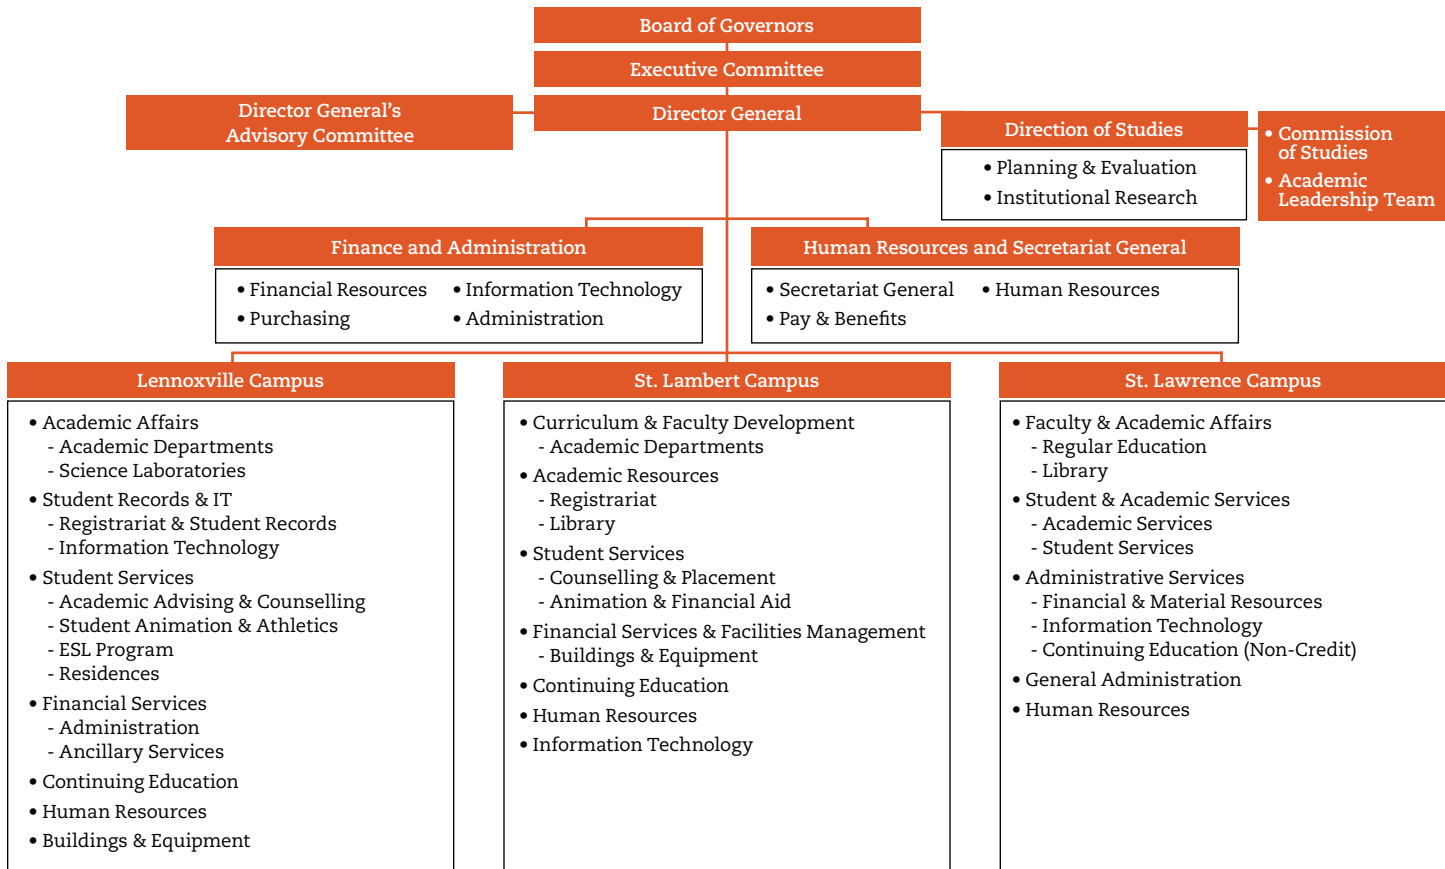 Board of Governors
Executive Committee
Director General's
Advisory Committee
Director General
Direction of Studies
• Planning & Evaluation
• Institutional Research
• Commission
of Studies
• Academic
Leadership Team
Finance and Administration
• Financial Resources
• Information Technology
• Purchasing
• Administration
Human Resources and Secretariat General
• Secretariat General
• Human Resources
• Pay & Benefits
Lennoxville Campus
• Academic Affairs
- Academic Departments
- Science Laboratories
• Student Records & IT
- Registrariat & Student Records
- Information Technology
• Student Services
- Academic Advising & Counselling
- Student Animation & Athletics
- ESL Program
- Residences
• Financial Services
- Administration
- Ancillary Services
• Continuing Education
• Human Resources
• Buildings & Equipment
St. Lambert Campus
• Curriculum & Faculty Development
- Academic Departments
• Academic Resources
- Registrariat
- Library
• Student Services
- Counselling & Placement
- Animation & Financial Aid
• Financial Services & Facilities Management
- Buildings & Equipment
• Continuing Education
• Human Resources
• Information Technology
St. Lawrence Campus
• Faculty & Academic Affairs
- Regular Education
- Library
• Student & Academic Services
- Academic Services
- Student Services
• Administrative Services
- Financial & Material Resources
- Information Technology
- Continuing Education (Non-Credit)
• General Administration
• Human Resources